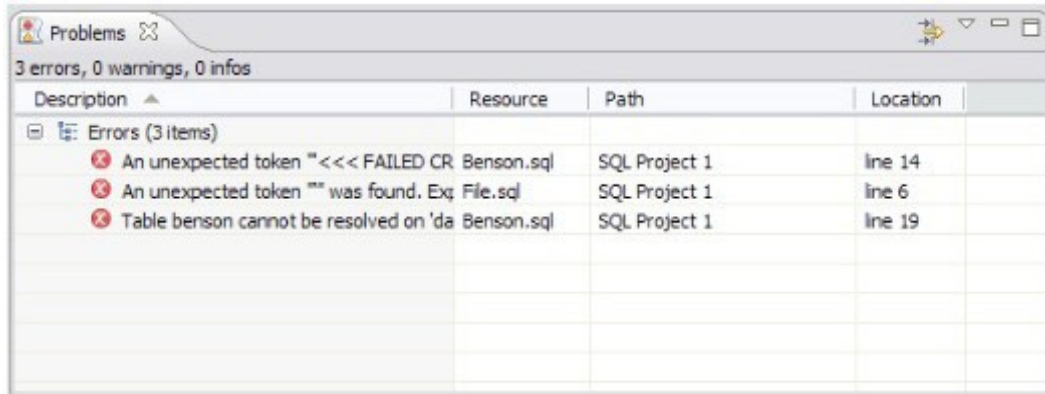 Problems
3 errors, 0 warnings, 0 infos
Description Resource Path Location
Errors (3 items)
An unexpected token "<<< FAILED CR Benson.sql SQL Project 1 line 14
An unexpected token """ was found. Exp File.sql SQL Project 1 line 6
Table benson cannot be resolved on 'da Benson.sql SQL Project 1 line 19